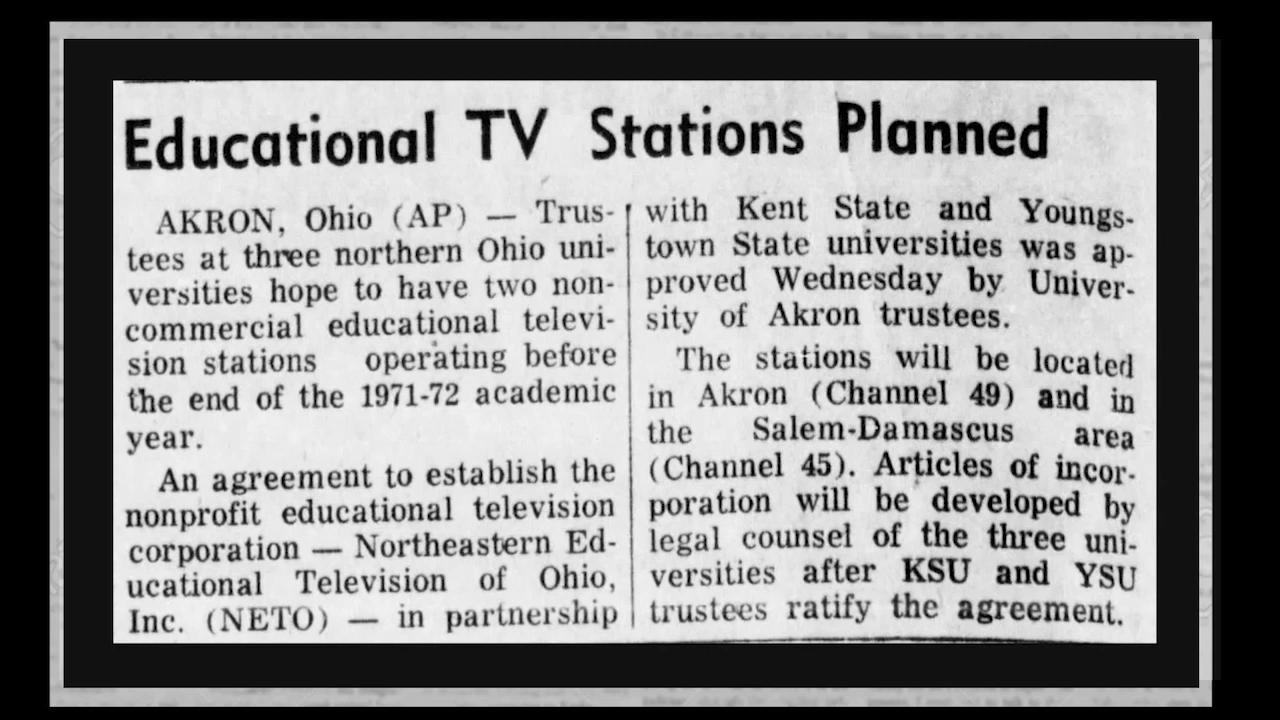 Educational TV Stations Planned
AKRON, Ohio (AP) — Trus-
tees at three northern Ohio uni-
versities hope to have two non-
commercial educational televi-
sion stations operating before
the end of the 1971-72 academic
year.
An agreement to establish the
nonprofit educational television
corporation — Northeastern Ed-
ucational Television of Ohio,
Inc. (NETO) — in partnership
with Kent State and Youngs-
town State universities was ap-
proved Wednesday by Univer-
sity of Akron trustees.
The stations will be located
in Akron (Channel 49) and in
the Salem-Damascus area
(Channel 45). Articles of incor-
poration will be developed by
legal counsel of the three uni-
versities after KSU and YSU
trustees ratify the agreement.